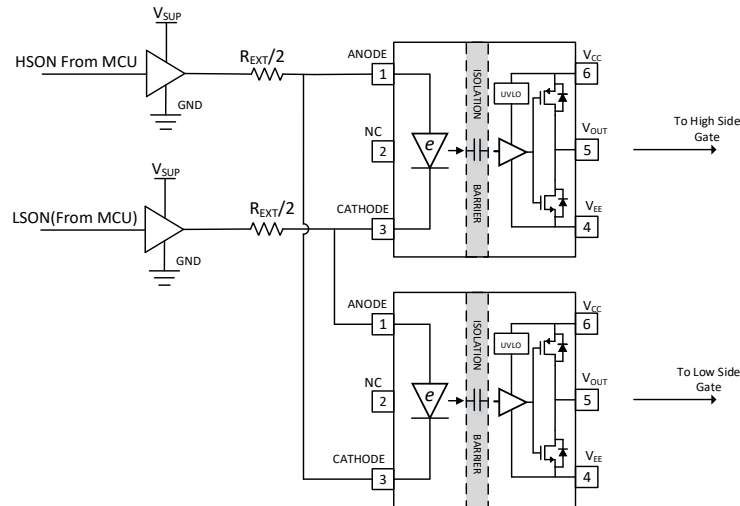 VSUP
HSON From MCU
REXT/2
GND
ANODE
1
NC
2
CATHODE
3
e
ISOLATION
BARRIER
UVLO
VCC
6
VOUT
5
VEE
4
To High Side
Gate
VSUP
LSON(From MCU)
REXT/2
GND
ANODE
1
NC
2
CATHODE
3
e
ISOLATION
BARRIER
UVLO
VCC
6
VOUT
5
VEE
4
To Low Side
Gate